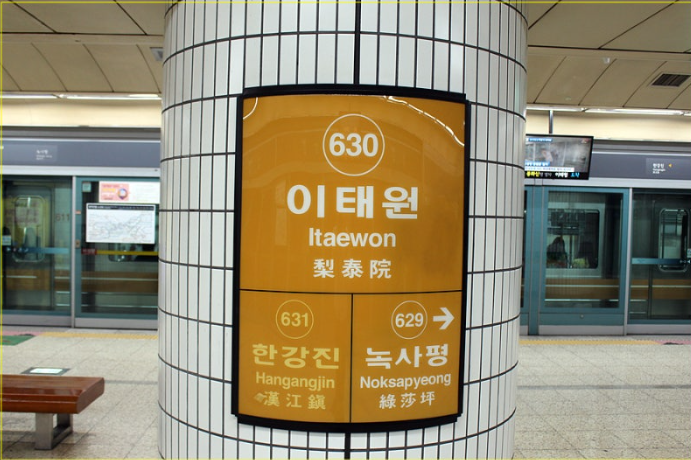 630
이태원
Itaewon
梨泰院
631
한강진
Hangangjin
漢江鎭
629 →
녹사평
Noksapyeong
綠莎坪